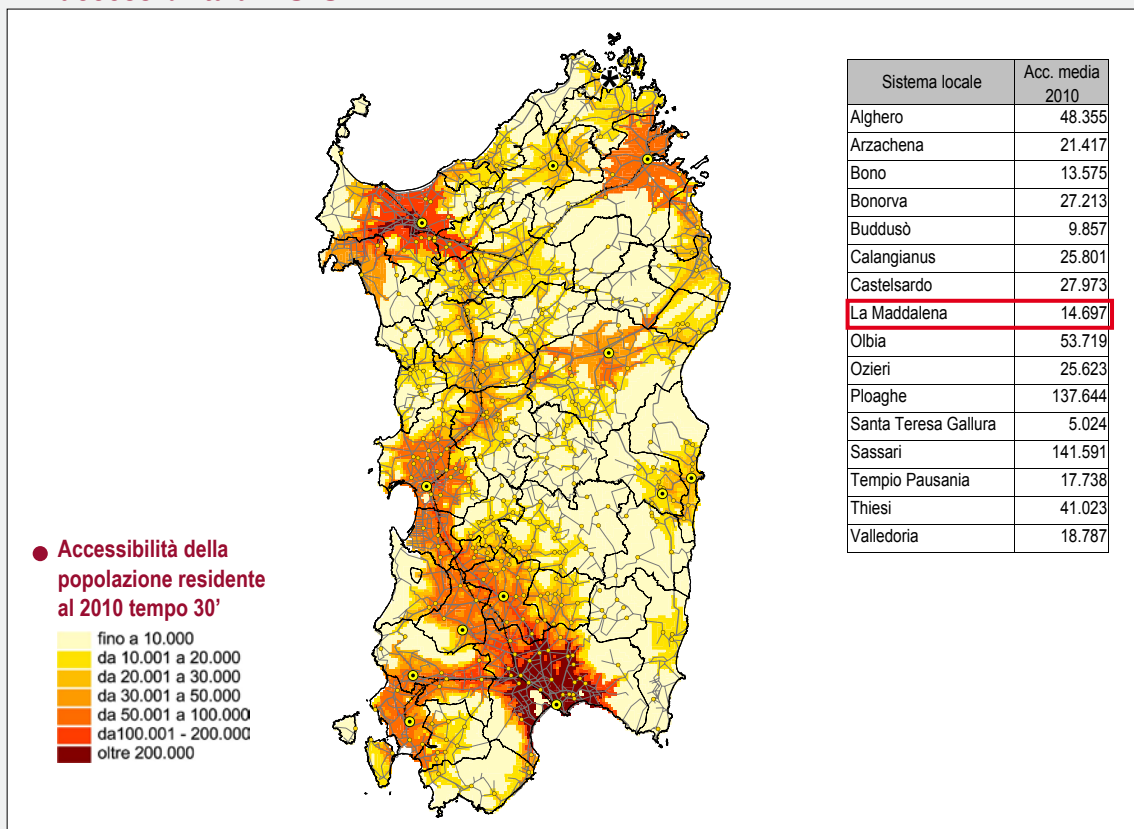 Sistema locale Acc. media 2010
Alghero 48.355
Arzachena 21.417
Bono 13.575
Bonorva 27.213
Buddusò 9.857
Calangianus 25.801
Castelsardo 27.973
La Maddalena 14.697
Olbia 53.719
Ozieri 25.623
Ploaghe 137.644
Santa Teresa Gallura 5.024
Sassari 141.591
Tempio Pausania 17.738
Thiesi 41.023
Valledoria 18.787
Accessibilità della
popolazione residente
al 2010 tempo 30'
fino a 10.000
da 10.001 a 20.000
da 20.001 a 30.000
da 30.001 a 50.000
da 50.001 a 100.000
da100.001 - 200.000
oltre 200.000